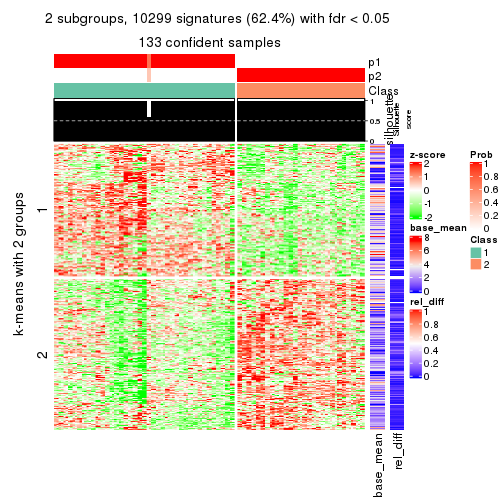 2 subgroups, 10299 signatures (62.4%) with fdr < 0.05
133 confident samples
p1
p2
Class
1
0.5
0
silhouette
Silhouette
score
k-means with 2 groups
1
2
base_mean
rel_diff
z-score
2
1
0
-1
-2
base_mean
8
6
4
2
0
rel_diff
1
0.8
0.6
0.4
0.2
0
Prob
1
0.8
0.6
0.4
0.2
0
Class
1
2